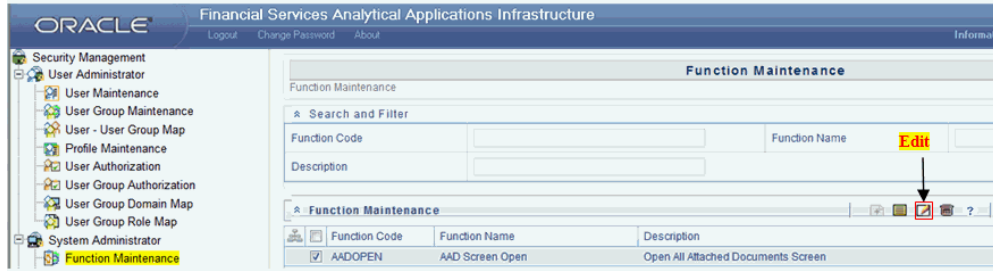 ORACLE
Financial Services Analytical Applications Infrastructure
Logout Change Password About
Security Management
User Administrator
User Maintenance
User Group Maintenance
User - User Group Map
Profile Maintenance
User Authorization
User Group Authorization
User Group Domain Map
User Group Role Map
System Administrator
Function Maintenance
Function Maintenance
Function Maintenance
Search and Filter
Function Code Function Name
Edit
Description
Function Maintenance ?
Function Code Function Name Description
AADOPEN AAD Screen Open Open All Attached Documents Screen